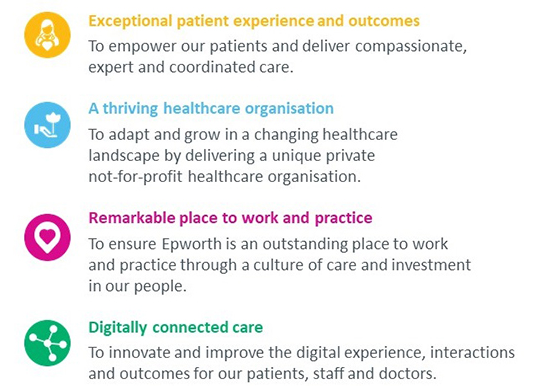 Exceptional patient experience and outcomes
To empower our patients and deliver compassionate,
expert and coordinated care.
A thriving healthcare organisation
To adapt and grow in a changing healthcare
landscape by delivering a unique private
not-for-profit healthcare organisation.
Remarkable place to work and practice
To ensure Epworth is an outstanding place to work
and practice through a culture of care and investment
in our people.
Digitally connected care
To innovate and improve the digital experience, interactions
and outcomes for our patients, staff and doctors.